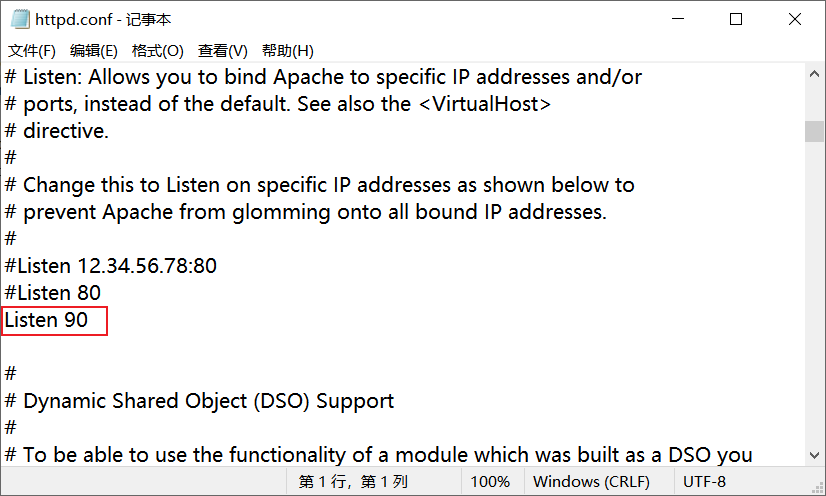 httpd.conf - 记事本
文件(F) 编辑(E) 格式(O) 查看(V) 帮助(H)
# Listen: Allows you to bind Apache to specific IP addresses and/or
# ports, instead of the default. See also the <VirtualHost>
# directive.
#
# Change this to Listen on specific IP addresses as shown below to
# prevent Apache from glomming onto all bound IP addresses.
#
#Listen 12.34.56.78:80
#Listen 80
Listen 90
#
# Dynamic Shared Object (DSO) Support
#
# To be able to use the functionality of a module which was built as a DSO you
第 1 行，第 1 列 100% Windows (CRLF) UTF-8